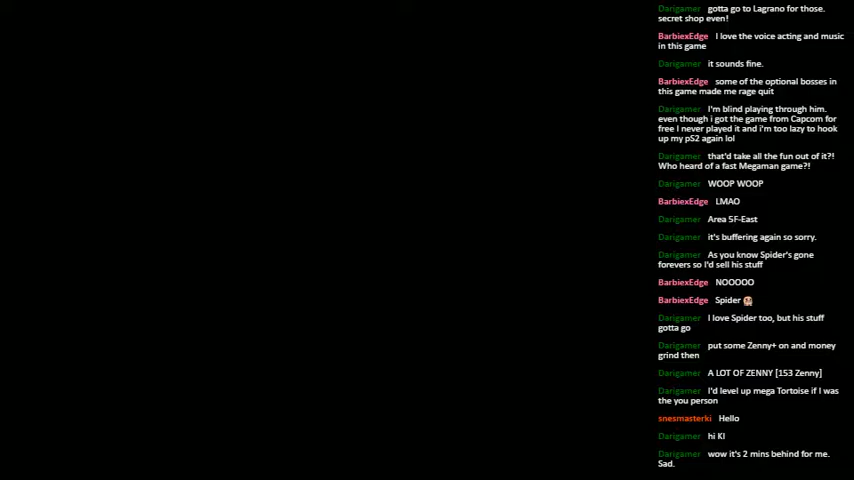 Darigamer gotta go to Lagrano for those.
secret shop even!
BarbiexEdge I love the voice acting and music
in this game
Darigamer it sounds fine.
BarbiexEdge some of the optional bosses in
this game made me rage quit
Darigamer I'm blind playing through him.
even though i got the game from Capcom for
free I never played it and i'm too lazy to hook
up my pS2 again lol
Darigamer that'd take all the fun out of it?!
Who heard of a fast Megaman game?!
Darigamer WOOP WOOP
BarbiexEdge LMAO
Darigamer Area 5F-East
Darigamer it's buffering again so sorry.
Darigamer As you know Spider's gone
forevers so I'd sell his stuff
BarbiexEdge NOOOOO
BarbiexEdge Spider
Darigamer I love Spider too, but his stuff
gotta go
Darigamer put some Zenny+ on and money
grind then
Darigamer A LOT OF ZENNY [153 Zenny]
Darigamer I'd level up mega Tortoise if I was
the you person
snesmasterki Hello
Darigamer hi KI
Darigamer wow it's 2 mins behind for me.
Sad.